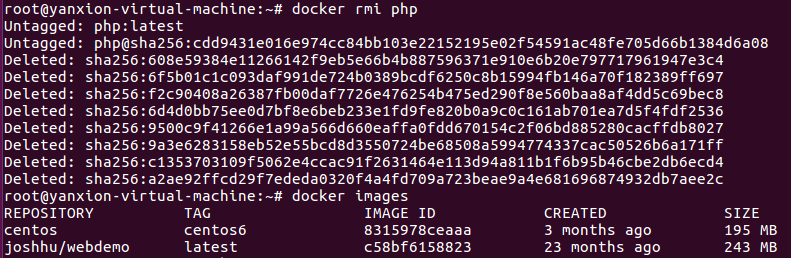 root@yanxion-virtual-machine:~# docker rmi php
Untagged: php:latest
Untagged: php@sha256:cdd9431e016e974cc84bb103e22152195e02f54591ac48fe705d66b1384d6a08
Deleted: sha256:608e59384e11266142f9eb5e66b4b887596371e910e6b20e797717961947e3c4
Deleted: sha256:6f5b01c1c093daf991de724b0389bcdf6250c8b15994fb146a70f182389ff697
Deleted: sha256:f2c90408a26387fb00daf7726e476254b475ed290f8e560baa8af4dd5c69bec8
Deleted: sha256:6d4d0bb75ee0d7bf8e6beb233e1fd9fe820b0a9c0c161ab701ea7d5f4fdf2536
Deleted: sha256:9500c9f41266e1a99a566d660eaffa0fdd670154c2f06bd885280cacffdb8027
Deleted: sha256:9a3e6283158eb52e55bcd8d3550724be68508a5994774337cac50526b6a171ff
Deleted: sha256:c1353703109f5062e4ccac91f2631464e113d94a811b1f6b95b46cbe2db6ecd4
Deleted: sha256:a2ae92ffcd29f7ededa0320f4a4fd709a723beae9a4e681696874932db7aee2c
root@yanxion-virtual-machine:~# docker images
REPOSITORY TAG IMAGE ID CREATED SIZE
centos centos6 8315978ceaaa 3 months ago 195 MB
joshhu/webdemo latest c58bf6158823 23 months ago 243 MB